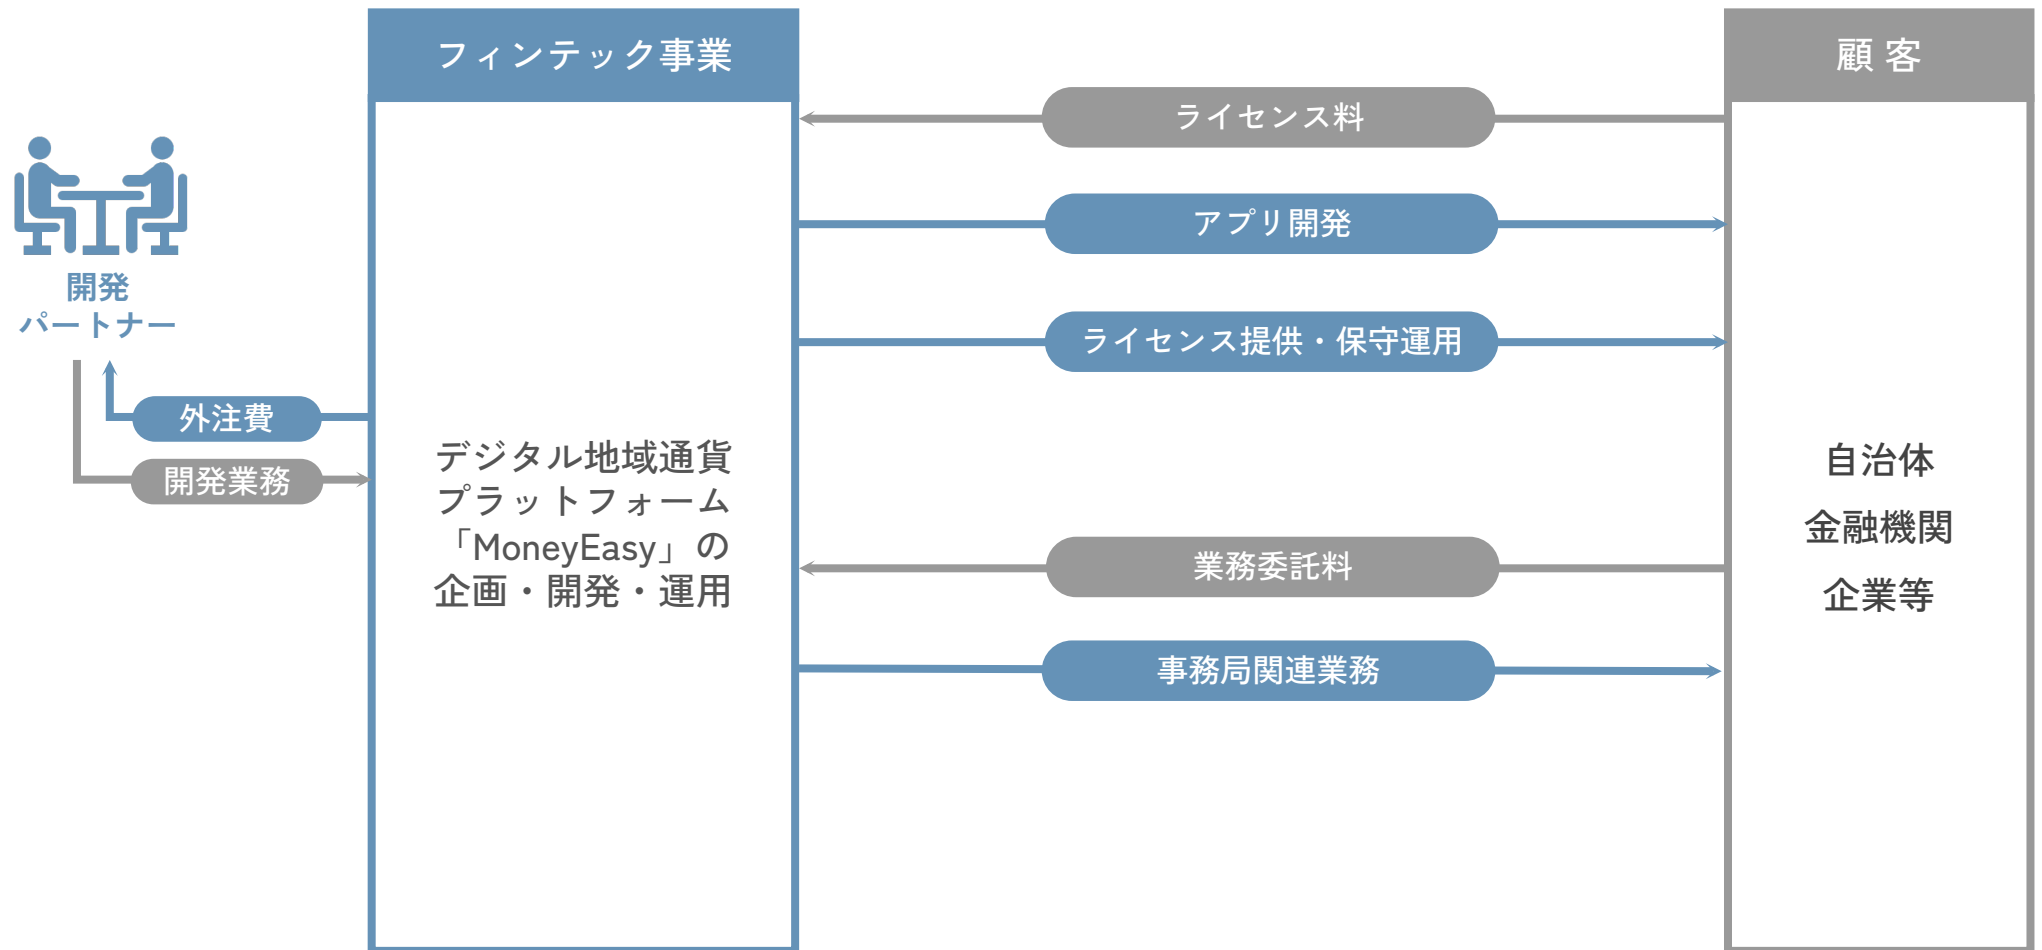 フィンテック事業
顧 客
ライセンス料
アプリ開発
開発
パートナー
ライセンス提供・保守運用
外注費
開発業務
デジタル地域通貨
プラットフォーム
「MoneyEasy」の
企画・開発・運用
自治体
金融機関
企業等
業務委託料
事務局関連業務